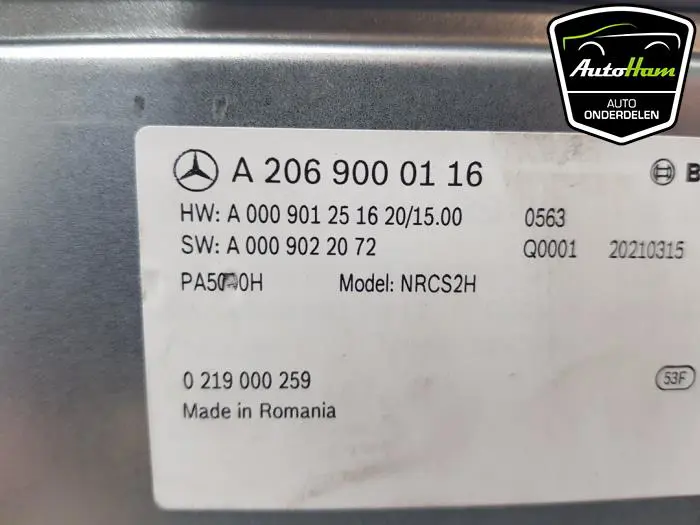 AutoHam
AUTO
ONDERDELEN
A 206 900 01 16
HW: A 000 901 25 16 20/15.00 0563
SW: A 000 902 20 72 Q0001 20210315
Model: NRCS2H
0 219 000 259
53F
Made in Romania